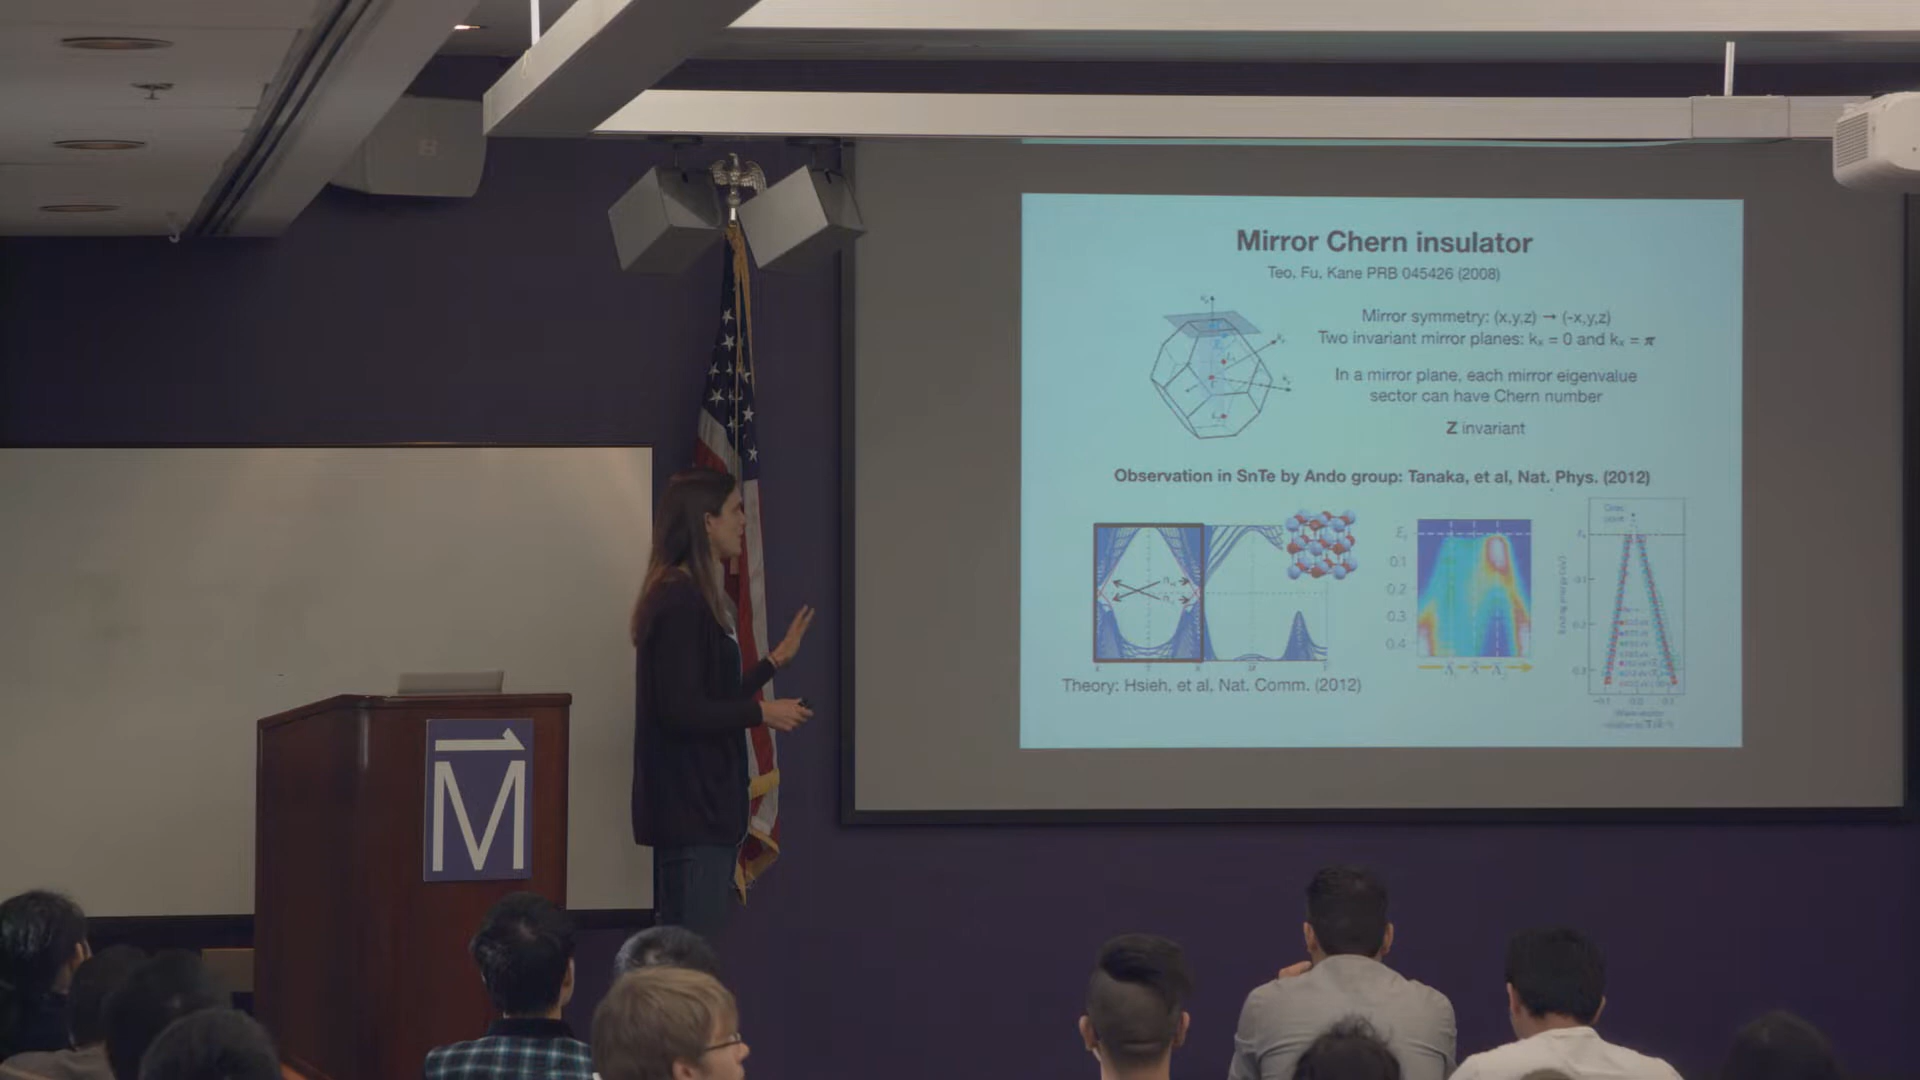 Mirror Chern insulator
Teo, Fu, Kane PRB 045426 (2008)
Mirror symmetry: (x,y,z) → (-x,y,z)
Two invariant mirror planes: kₓ = 0 and kₓ = π
In a mirror plane, each mirror eigenvalue
sector can have Chern number
Z invariant
Observation in SnTe by Ando group: Tanaka, et al, Nat. Phys. (2012)
0.1
0.2
0.3
0.4
Theory: Hsieh, et al, Nat. Comm. (2012)
M